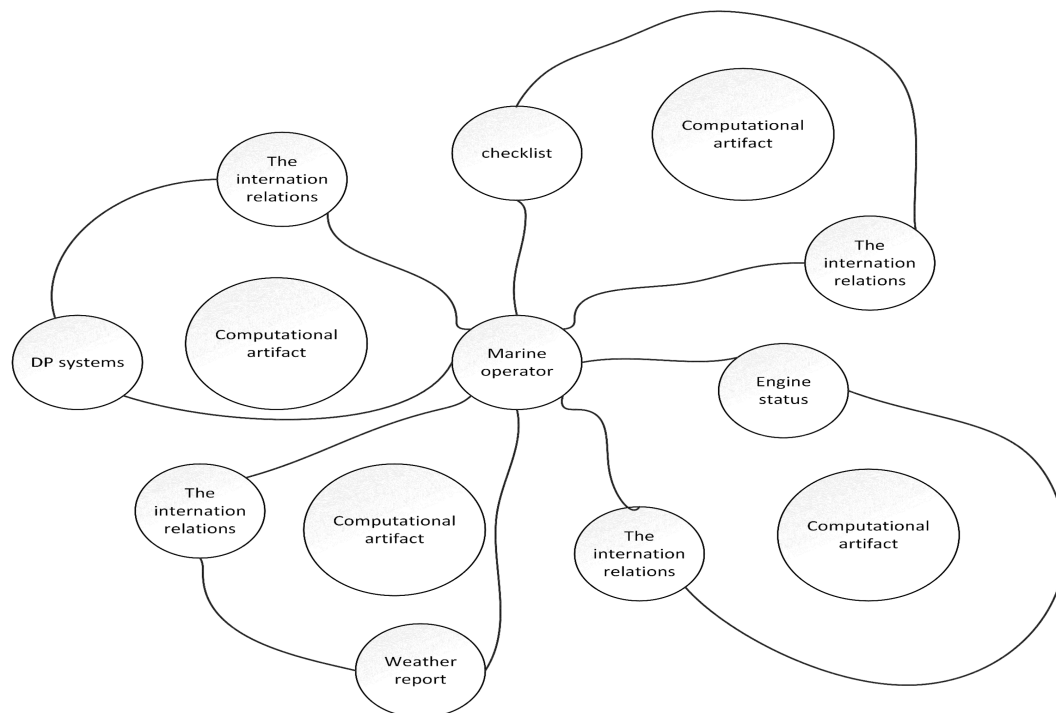 Computational
artifact
checklist
The
internation
relations
The
internation
relations
Computational
artifact
DP systems
Marine
operator
Engine
status
The
internation
relations
Computational
artifact
Computational
artifact
The
internation
relations
Weather
report